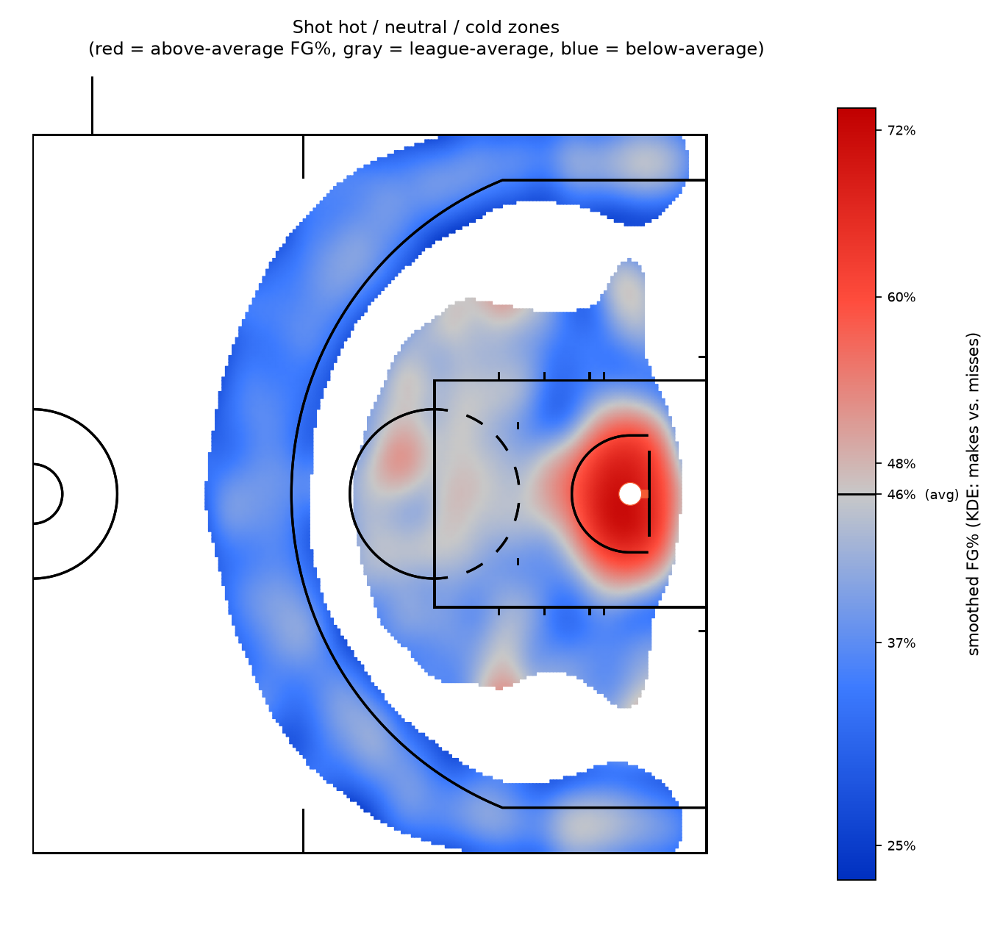 Shot hot / neutral / cold zones
(red = above-average FG%, gray = league-average, blue = below-average)
72%
60%
48%
46% (avg)
37%
25%
smoothed FG% (KDE: makes vs. misses)